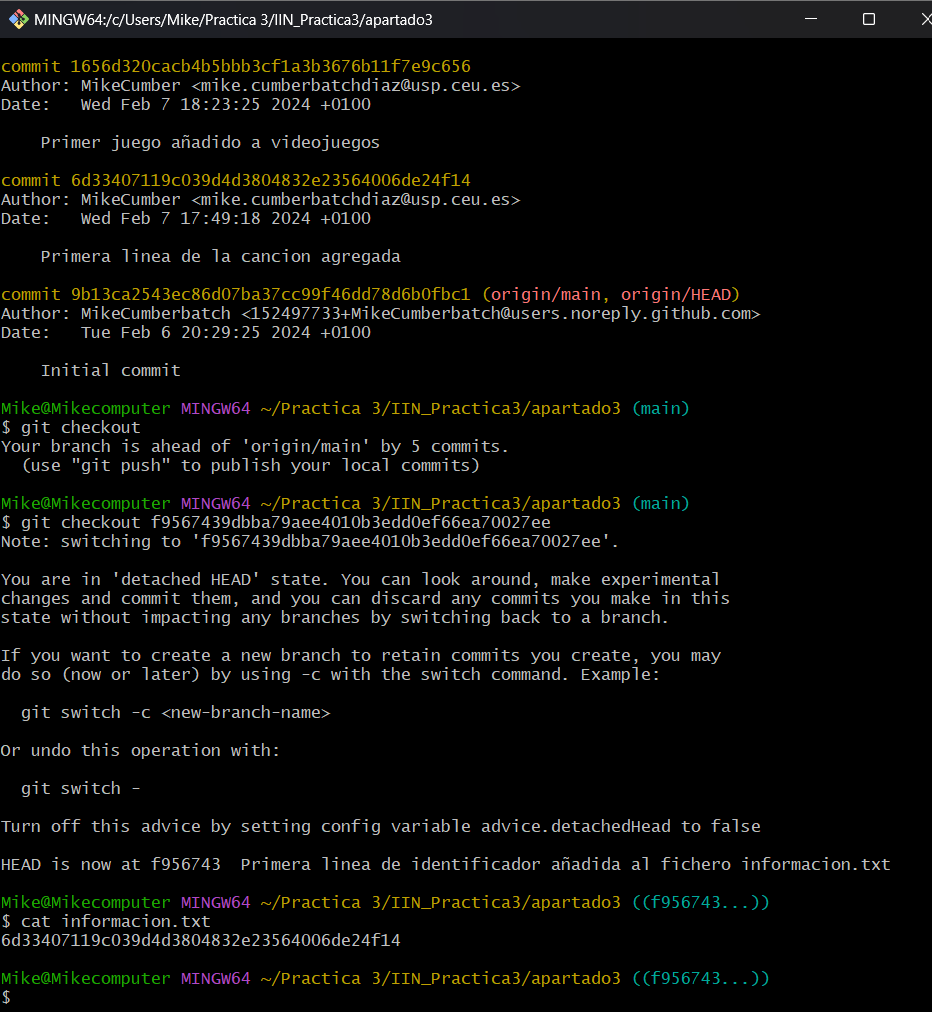 MINGW64:/c/Users/Mike/Practica 3/IIN_Practica3/apartado3
commit 1656d320cacb4b5bbb3cf1a3b3676b11f7e9c656
Author: MikeCumber <mike.cumberbatchdiaz@usp.ceu.es>
Date:   Wed Feb 7 18:23:25 2024 +0100
    Primer juego añadido a videojuegos
commit 6d33407119c039d4d3804832e23564006de24f14
Author: MikeCumber <mike.cumberbatchdiaz@usp.ceu.es>
Date:   Wed Feb 7 17:49:18 2024 +0100
    Primera linea de la cancion agregada
commit 9b13ca2543ec86d07ba37cc99f46dd78d6b0fbc1 (origin/main, origin/HEAD)
Author: MikeCumberbatch <152497733+MikeCumberbatch@users.noreply.github.com>
Date:   Tue Feb 6 20:29:25 2024 +0100
    Initial commit
Mike@Mikecomputer MINGW64 ~/Practica 3/IIN_Practica3/apartado3 (main)
$ git checkout
Your branch is ahead of 'origin/main' by 5 commits.
  (use "git push" to publish your local commits)
Mike@Mikecomputer MINGW64 ~/Practica 3/IIN_Practica3/apartado3 (main)
$ git checkout f9567439dbba79aee4010b3edd0ef66ea70027ee
Note: switching to 'f9567439dbba79aee4010b3edd0ef66ea70027ee'.
You are in 'detached HEAD' state. You can look around, make experimental
changes and commit them, and you can discard any commits you make in this
state without impacting any branches by switching back to a branch.
If you want to create a new branch to retain commits you create, you may
do so (now or later) by using -c with the switch command. Example:
  git switch -c <new-branch-name>
Or undo this operation with:
  git switch -
Turn off this advice by setting config variable advice.detachedHead to false
HEAD is now at f956743  Primera linea de identificador añadida al fichero informacion.txt
Mike@Mikecomputer MINGW64 ~/Practica 3/IIN_Practica3/apartado3 ((f956743...))
$ cat informacion.txt
6d33407119c039d4d3804832e23564006de24f14
Mike@Mikecomputer MINGW64 ~/Practica 3/IIN_Practica3/apartado3 ((f956743...))
$